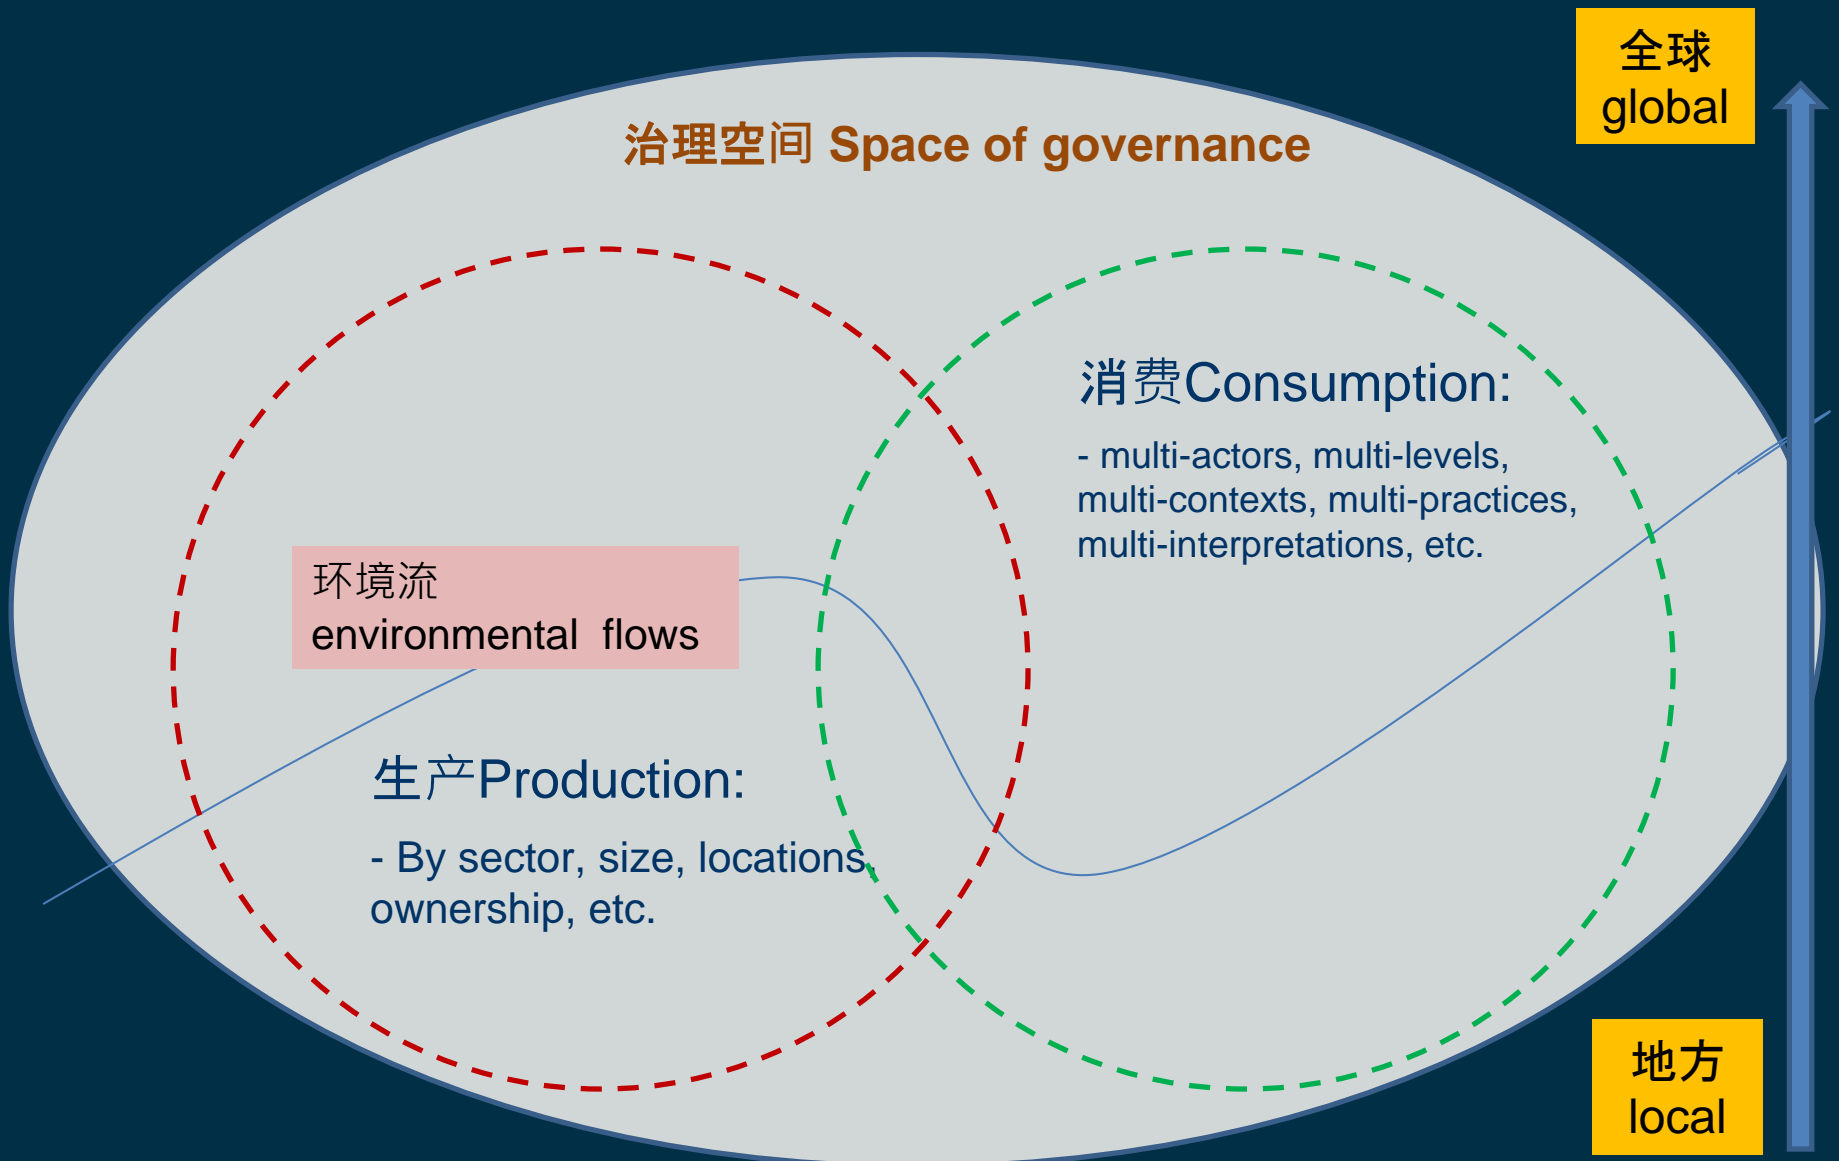 全球
global
治理空间 Space of governance
消费Consumption:
- multi-actors, multi-levels,
multi-contexts, multi-practices,
multi-interpretations, etc.
环境流
environmental flows
生产Production:
- By sector, size, locations,
ownership, etc.
地方
local